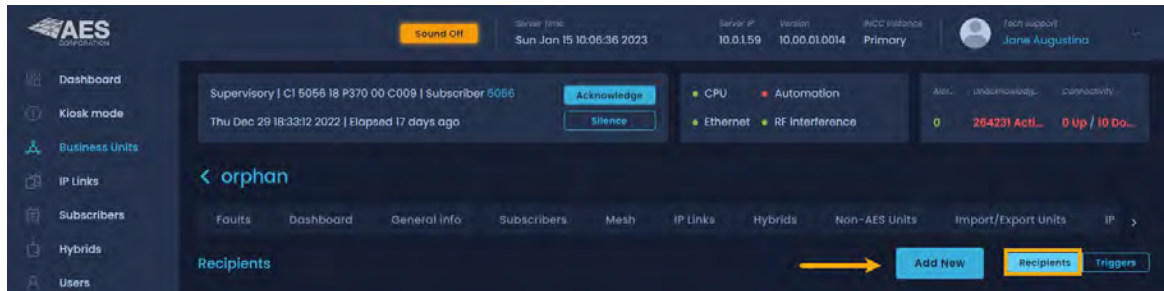 AES
CORPORATION
Sound Off
Server Time
Sun Jan 15 10:06:36 2023
Server IP
10.0.1.59
Version
10.00.01.0014
INCC Instance
Primary
Tech support
Jane Augustina
Dashboard
Kiosk mode
Business Units
IP Links
Subscribers
Hybrids
Users
Supervisory | C1 5056 18 P370 00 C009 | Subscriber 5056
Thu Dec 29 18:33:12 2022 | Elapsed 17 days ago
Acknowledge
Silence
CPU
Automation
Ethernet
RF Interference
Aler...
Unacknowledg...
Connectivity
0
264231 Acti...
0 Up / 10 Do...
< orphan
Faults Dashboard General info Subscribers Mesh IP Links Hybrids Non-AES Units Import/Export Units IP >
Recipients
Add New
Recipients
Triggers